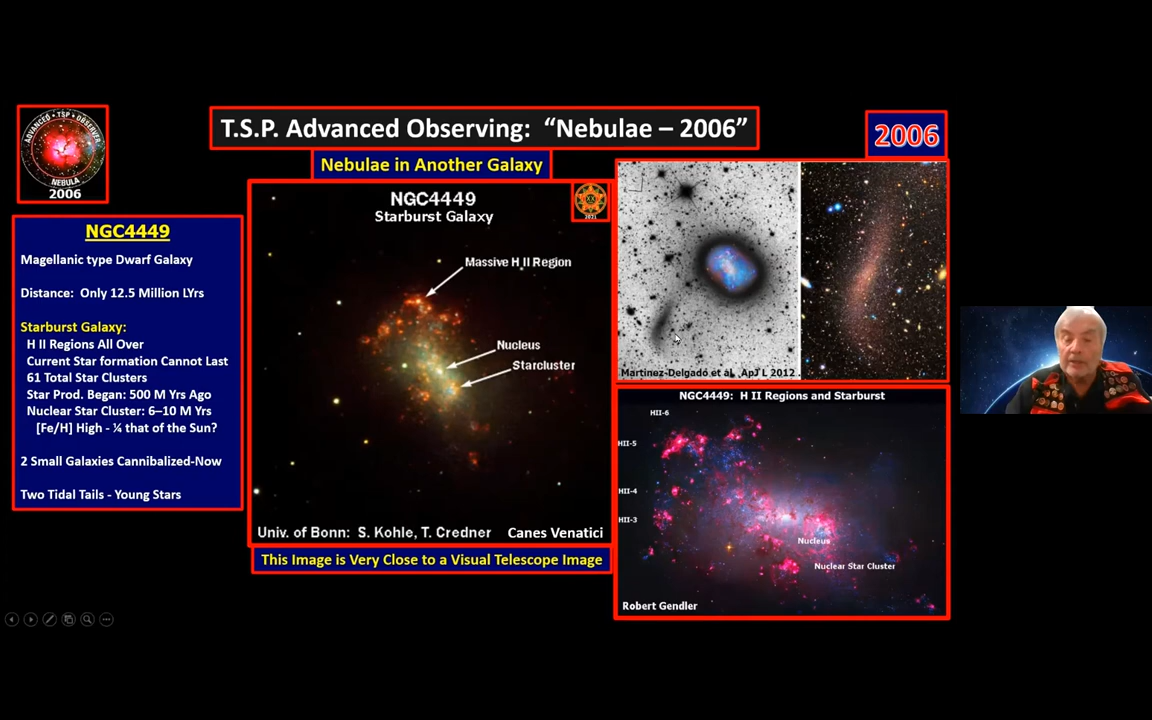 T.S.P. Advanced Observing: "Nebulae – 2006"
2006
ADVANCED • TSP • OBSERVER
NEBULA
2006
Nebulae in Another Galaxy
NGC4449
Magellanic type Dwarf Galaxy
Distance: Only 12.5 Million LYrs
Starburst Galaxy:
H II Regions All Over
Current Star formation Cannot Last
61 Total Star Clusters
Star Prod. Began: 500 M Yrs Ago
Nuclear Star Cluster: 6–10 M Yrs
[Fe/H] High - ¼ that of the Sun?
2 Small Galaxies Cannibalized-Now
Two Tidal Tails - Young Stars
NGC4449
Starburst Galaxy
2021
Massive H II Region
Nucleus
Starcluster
Univ. of Bonn: S. Kohle, T. Credner
Canes Venatici
This Image is Very Close to a Visual Telescope Image
Martinez-Delgado et al, ApJ L 2012
NGC4449: H II Regions and Starburst
HII-6
HII-5
HII-4
HII-3
Nucleus
Nuclear Star Cluster
Robert Gendler